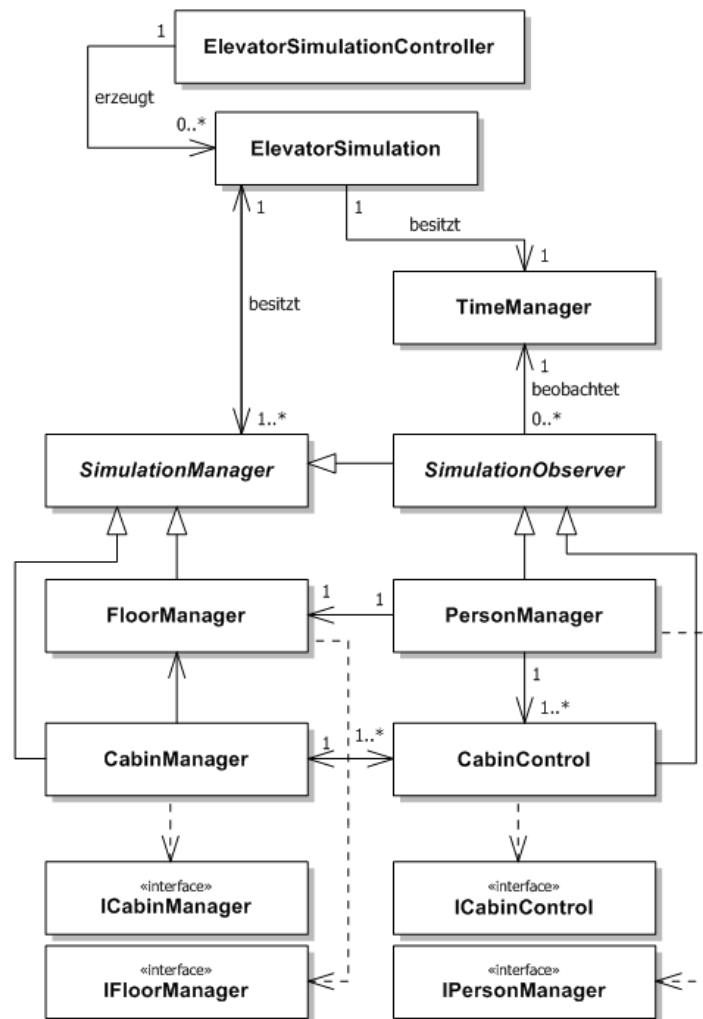 1
ElevatorSimulationController
erzeugt
0..*
ElevatorSimulation
1
1
besitzt
1
TimeManager
besitzt
1
beobachtet
1..*
0..*
SimulationManager
SimulationObserver
1
1
FloorManager
PersonManager
1
1..*
1
1..*
CabinManager
CabinControl
«interface»
ICabinManager
«interface»
ICabinControl
«interface»
IFloorManager
«interface»
IPersonManager